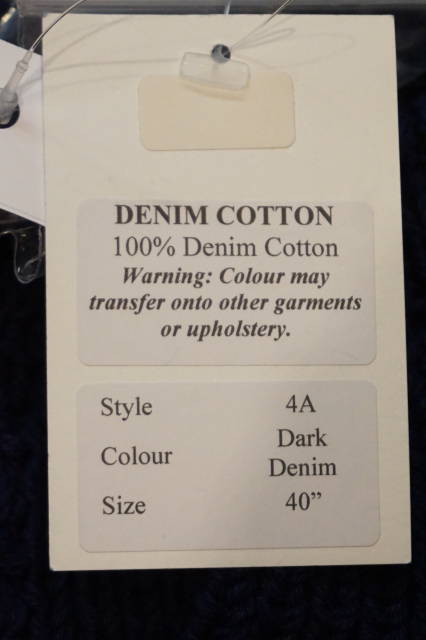 DENIM COTTON
100% Denim Cotton
Warning: Colour may
transfer onto other garments
or upholstery.
Style 4A
Colour Dark Denim
Size 40”